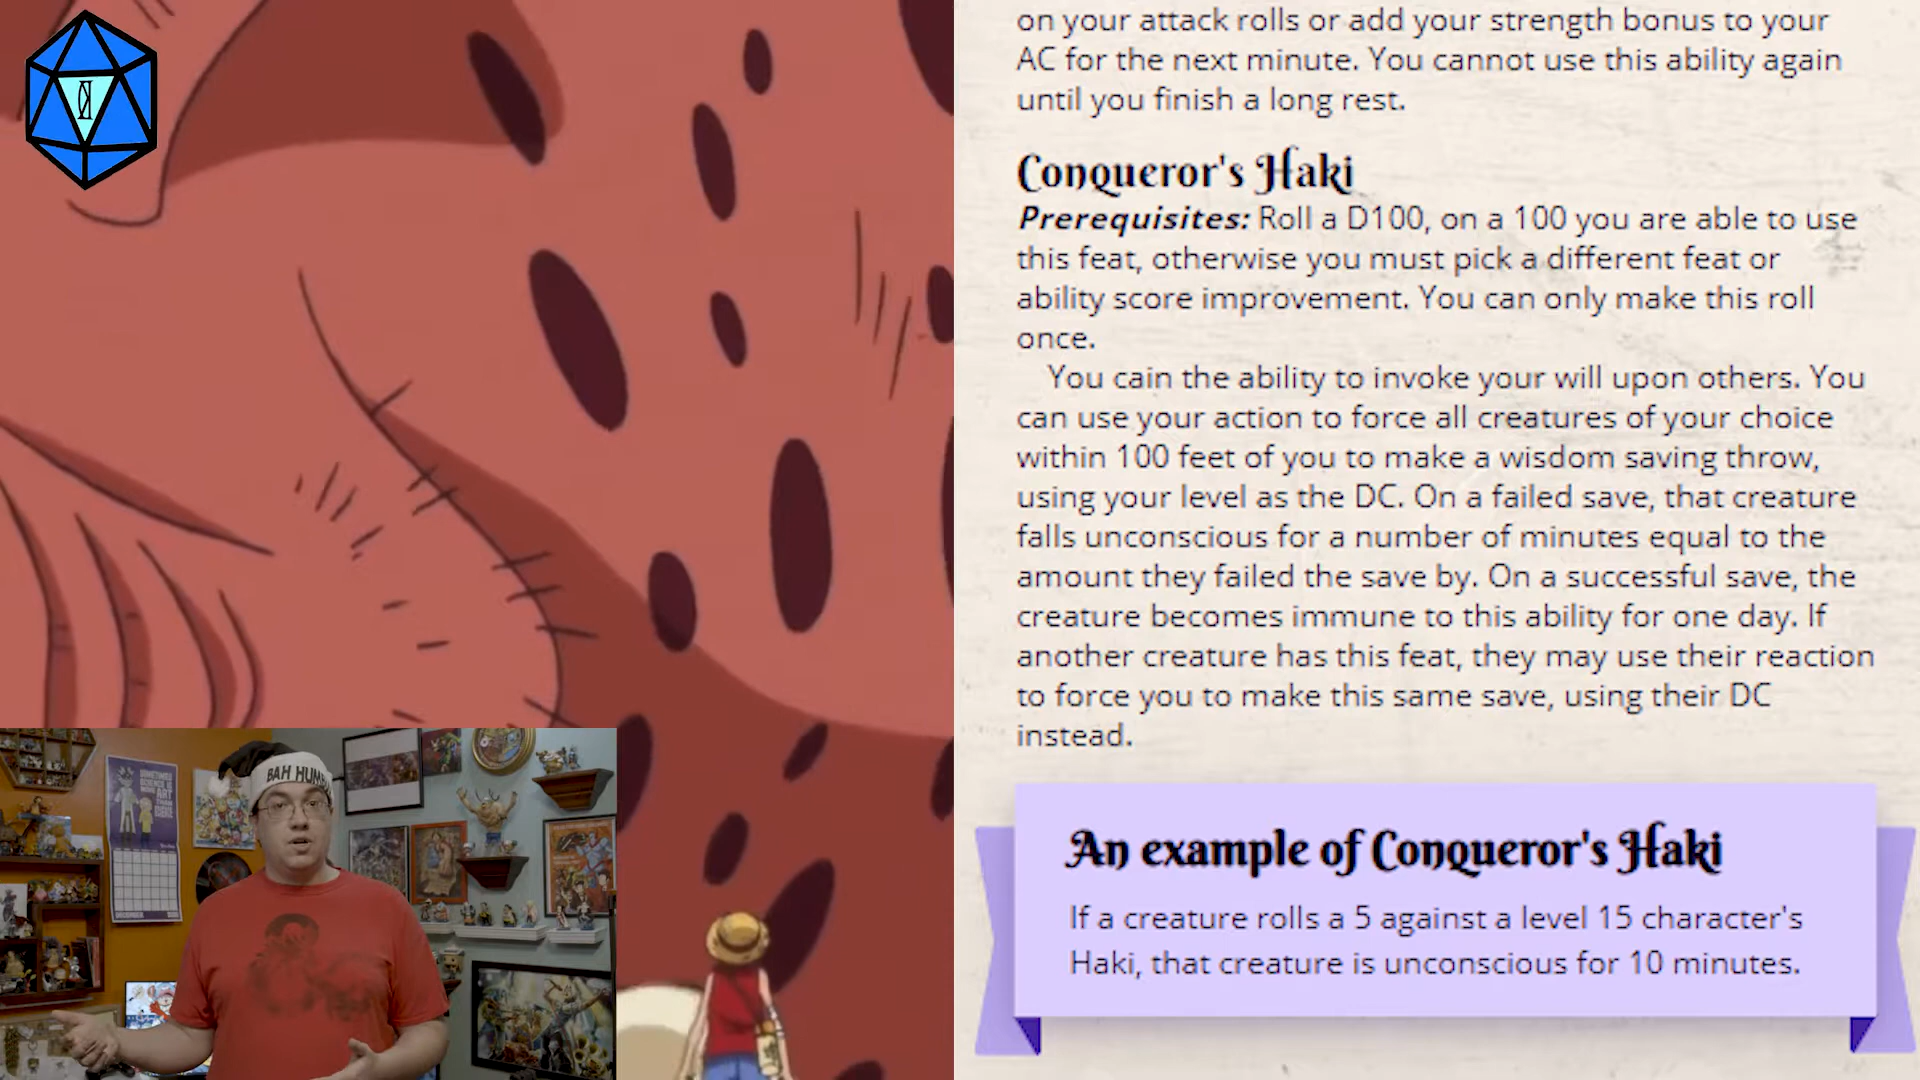 on your attack rolls or add your strength bonus to your
AC for the next minute. You cannot use this ability again
until you finish a long rest.
Conqueror's Haki
Prerequisites: Roll a D100, on a 100 you are able to use
this feat, otherwise you must pick a different feat or
ability score improvement. You can only make this roll
once.
You cain the ability to invoke your will upon others. You
can use your action to force all creatures of your choice
within 100 feet of you to make a wisdom saving throw,
using your level as the DC. On a failed save, that creature
falls unconscious for a number of minutes equal to the
amount they failed the save by. On a successful save, the
creature becomes immune to this ability for one day. If
another creature has this feat, they may use their reaction
to force you to make this same save, using their DC
instead.
An example of Conqueror's Haki
If a creature rolls a 5 against a level 15 character's
Haki, that creature is unconscious for 10 minutes.
BAH HUM
SOMETIMES
SCIENCE IS
MORE
ART
THAN
DECEMBER